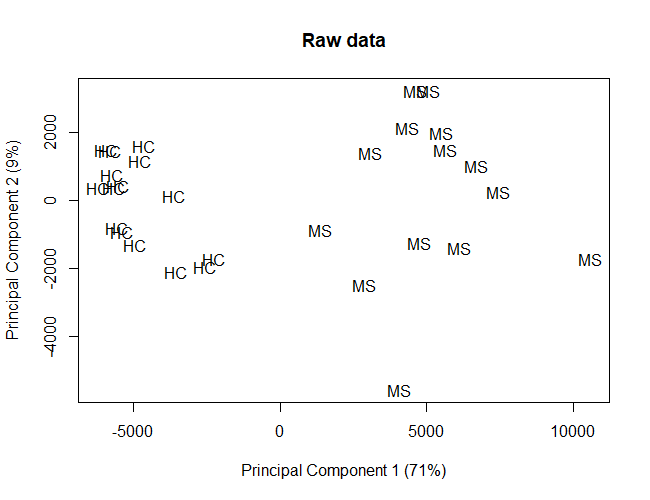 Raw data
Principal Component 2 (9%)
2000
0
-2000
-4000
MS MS
MS MS
HC HC HC MS MS
HC MS
HC
HC HC HC HC MS
HC
HC HC MS
HC MS MS
HC MS
HC HC
MS
MS
-5000 0 5000 10000
Principal Component 1 (71%)